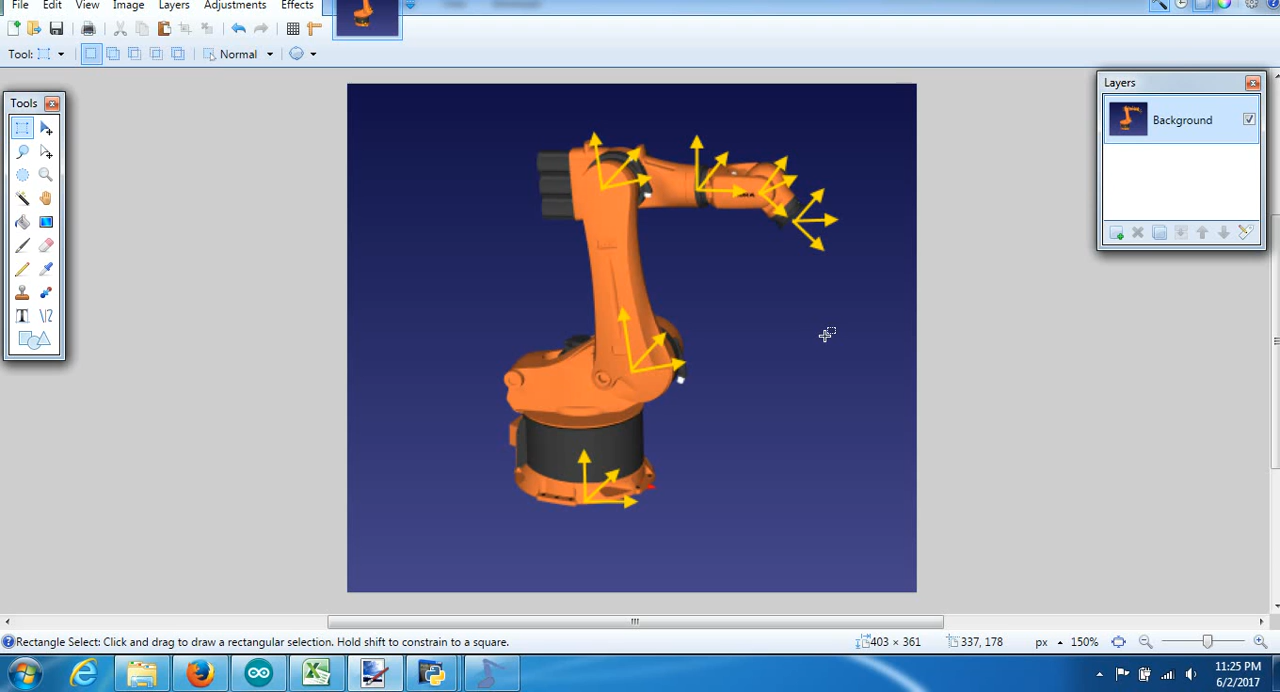 File Edit View Image Layers Adjustments Effects
Tool: Normal
Tools
Layers
Background
Rectangle Select: Click and drag to draw a rectangular selection. Hold shift to constrain to a square.
403 × 361
337, 178
px
150%
11:25 PM
6/2/2017